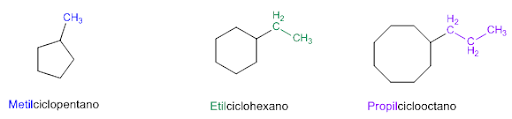 CH3
H2
C
CH3
H2
C
C
H2
CH3
Metilciclopentano
Etilciclohexano
Propilciclooctano